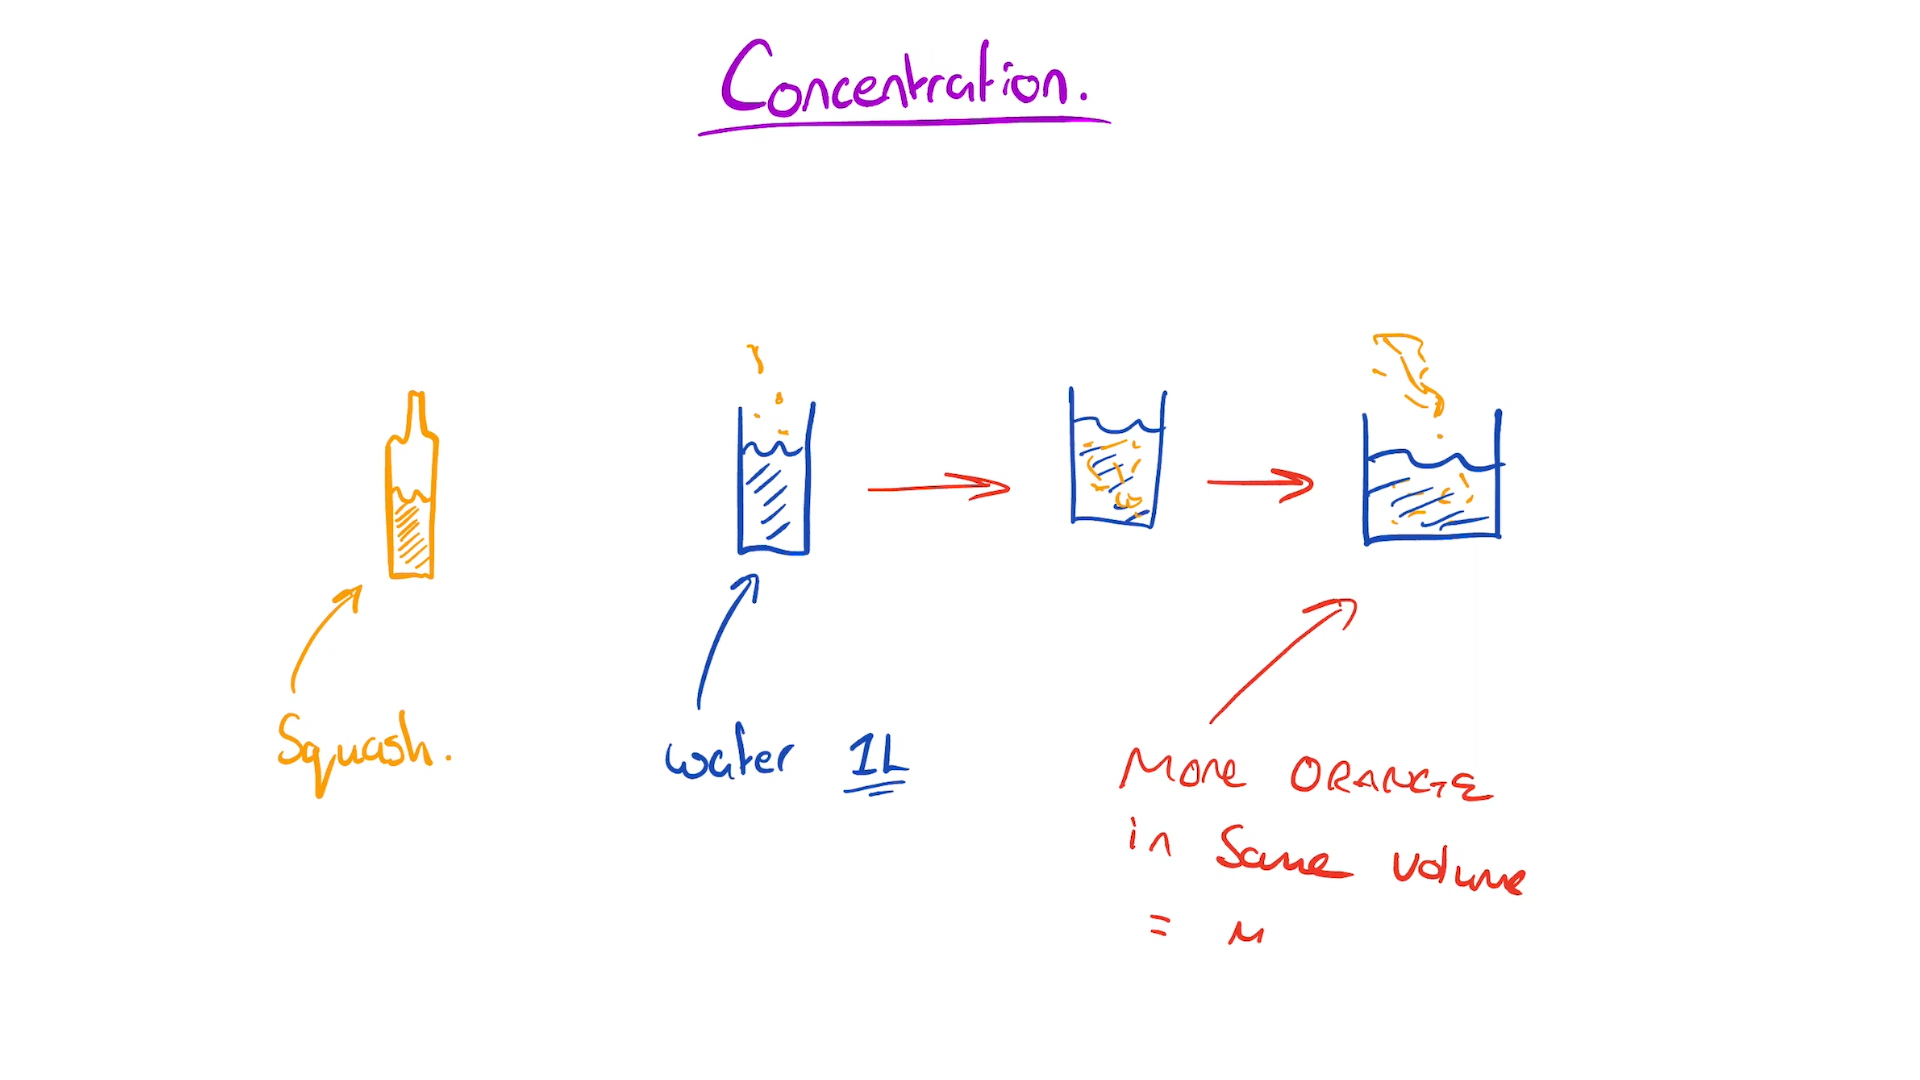 Concentration.
Squash.
water 1L
MORE ORANGE
in Same volume
= M